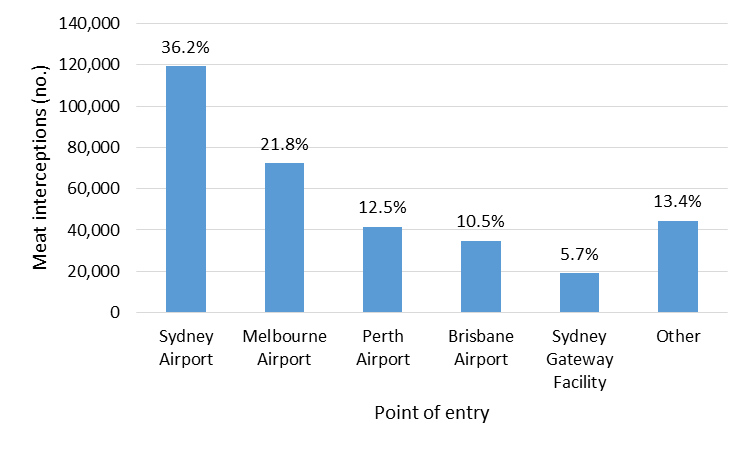 140,000
120,000
100,000
80,000
60,000
40,000
20,000
0
Meat interceptions (no.)
36.2%
21.8%
12.5%
10.5%
5.7%
13.4%
Sydney
Airport
Melbourne
Airport
Perth
Airport
Brisbane
Airport
Sydney
Gateway
Facility
Other
Point of entry